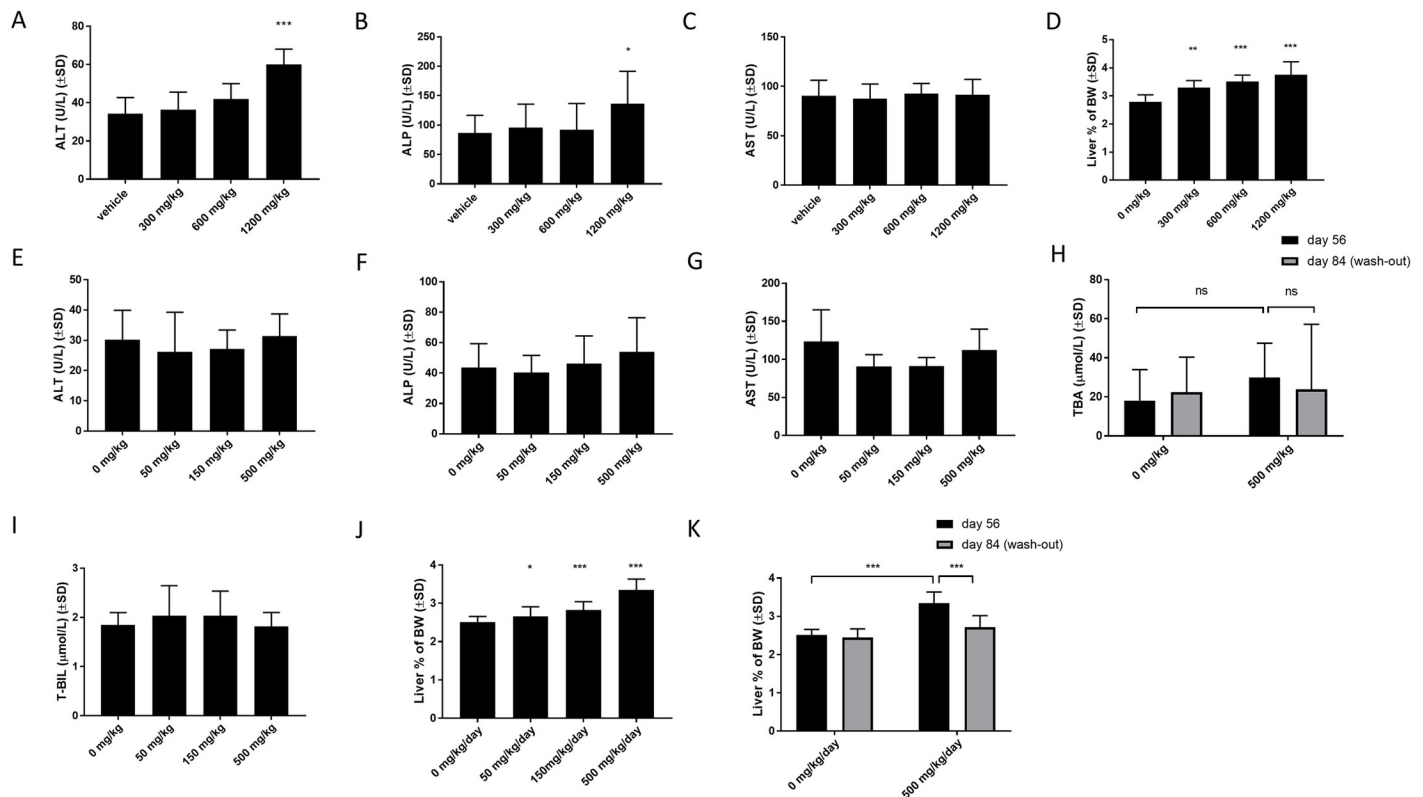 A
ALT (U/L) (±SD)
80
60
40
20
0
***
vehicle
300 mg/kg
600 mg/kg
1200 mg/kg
B
ALP (U/L) (±SD)
250
200
150
100
50
0
*
vehicle
300 mg/kg
600 mg/kg
1200 mg/kg
C
AST (U/L) (±SD)
150
100
50
0
vehicle
300 mg/kg
600 mg/kg
1200 mg/kg
D
Liver % of BW (±SD)
5
4
3
2
1
0
**
***
***
0 mg/kg
300 mg/kg
600 mg/kg
1200 mg/kg
E
ALT (U/L) (±SD)
50
40
30
20
10
0
0 mg/kg
50 mg/kg
150 mg/kg
500 mg/kg
F
ALP (U/L) (±SD)
100
80
60
40
20
0
0 mg/kg
50 mg/kg
150 mg/kg
500 mg/kg
G
AST (U/L) (±SD)
200
150
100
50
0
0 mg/kg
50 mg/kg
150 mg/kg
500 mg/kg
H
day 56
day 84 (wash-out)
TBA (µmol/L) (±SD)
80
60
40
20
0
ns
ns
0 mg/kg
500 mg/kg
I
T-BIL (µmol/L) (±SD)
3
2
1
0
0 mg/kg
50 mg/kg
150 mg/kg
500 mg/kg
J
Liver % of BW (±SD)
4
3
2
1
0
*
***
***
0 mg/kg/day
50 mg/kg/day
150mg/kg/day
500 mg/kg/day
K
day 56
day 84 (wash-out)
Liver % of BW (±SD)
4
3
2
1
0
***
***
0 mg/kg/day
500 mg/kg/day